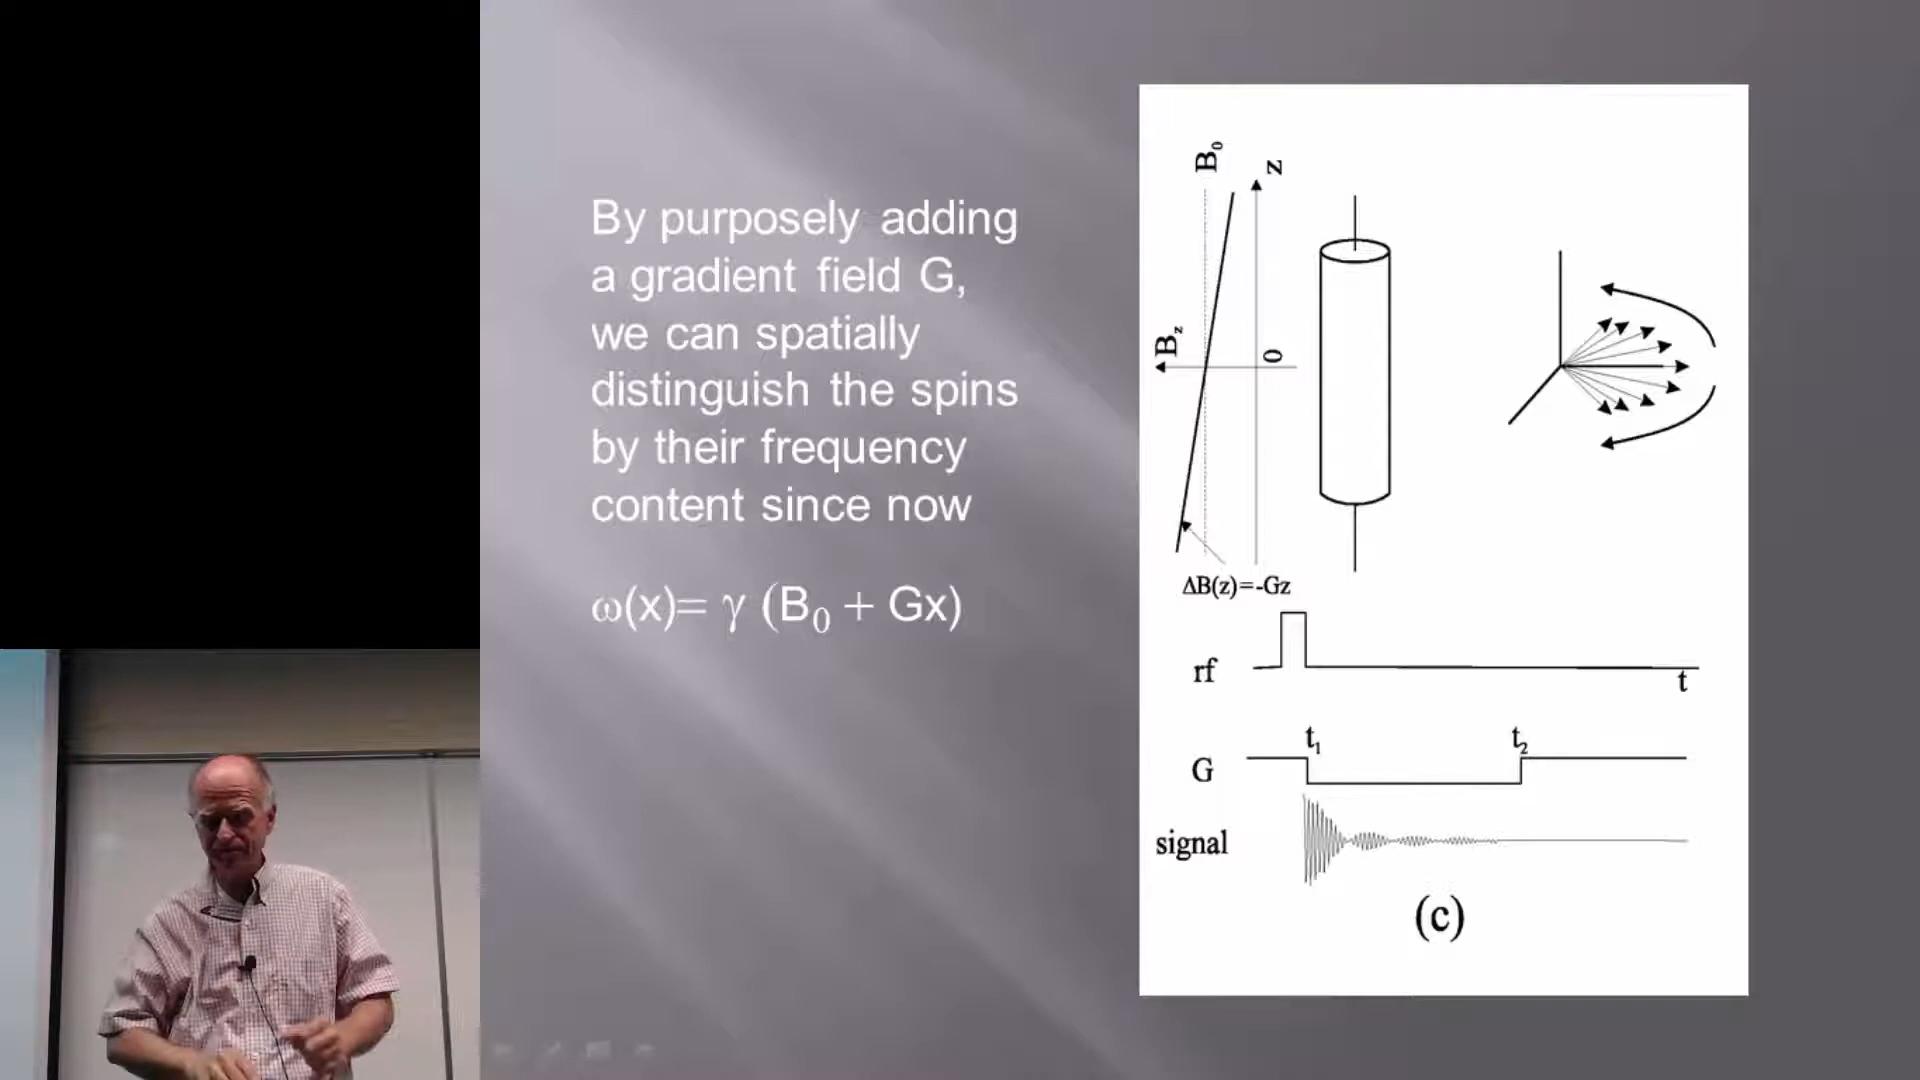 By purposely adding
a gradient field G,
we can spatially
distinguish the spins
by their frequency
content since now
ω(x)= γ (B₀ + Gx)
B₀
z
B_z
0
ΔB(z)=-Gz
rf
t
t₁
t₂
G
signal
(c)